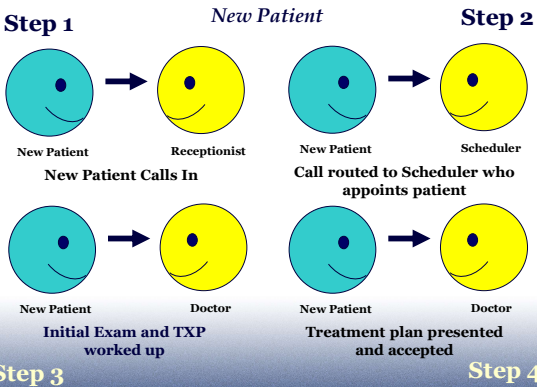 New Patient
Step 1
Step 2
New Patient
Receptionist
New Patient Calls In
New Patient
Scheduler
Call routed to Scheduler who
appoints patient
New Patient
Doctor
Initial Exam and TXP
worked up
Step 3
New Patient
Doctor
Treatment plan presented
and accepted
Step 4